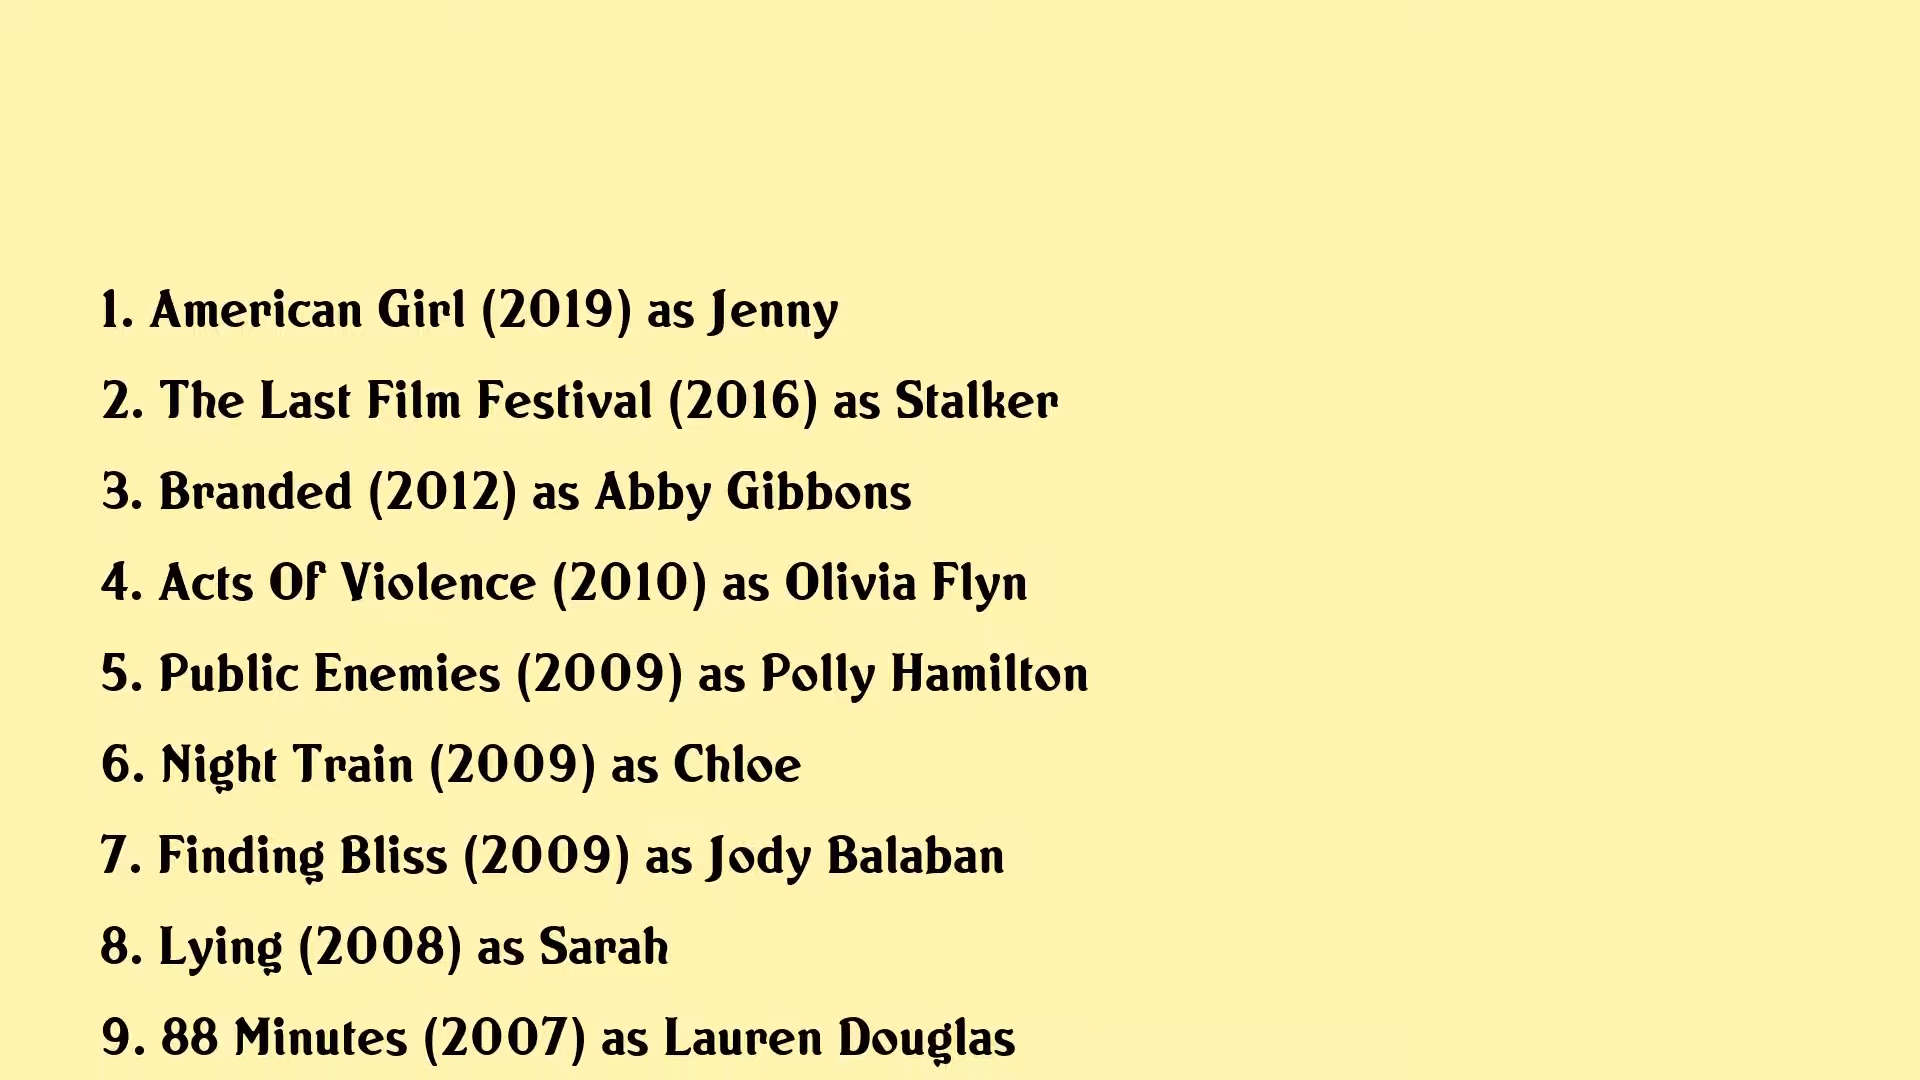 1. American Girl (2019) as Jenny
2. The Last Film Festival (2016) as Stalker
3. Branded (2012) as Abby Gibbons
4. Acts Of Violence (2010) as Olivia Flyn
5. Public Enemies (2009) as Polly Hamilton
6. Night Train (2009) as Chloe
7. Finding Bliss (2009) as Jody Balaban
8. Lying (2008) as Sarah
9. 88 Minutes (2007) as Lauren Douglas